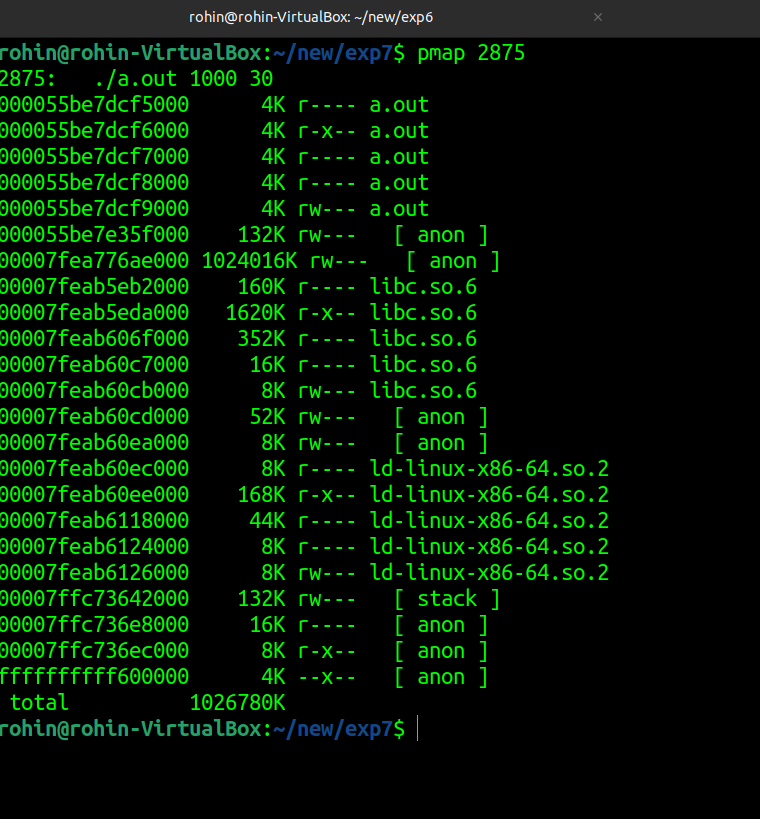 rohin@rohin-VirtualBox: ~/new/exp6 ×
rohin@rohin-VirtualBox:~/new/exp7$ pmap 2875
2875:   ./a.out 1000 30
000055be7dcf5000      4K r---- a.out
000055be7dcf6000      4K r-x-- a.out
000055be7dcf7000      4K r---- a.out
000055be7dcf8000      4K r---- a.out
000055be7dcf9000      4K rw--- a.out
000055be7e35f000    132K rw---   [ anon ]
00007fea776ae000 1024016K rw---   [ anon ]
00007feab5eb2000    160K r---- libc.so.6
00007feab5eda000   1620K r-x-- libc.so.6
00007feab606f000    352K r---- libc.so.6
00007feab60c7000     16K r---- libc.so.6
00007feab60cb000      8K rw--- libc.so.6
00007feab60cd000     52K rw---   [ anon ]
00007feab60ea000      8K rw---   [ anon ]
00007feab60ec000      8K r---- ld-linux-x86-64.so.2
00007feab60ee000    168K r-x-- ld-linux-x86-64.so.2
00007feab6118000     44K r---- ld-linux-x86-64.so.2
00007feab6124000      8K r---- ld-linux-x86-64.so.2
00007feab6126000      8K rw--- ld-linux-x86-64.so.2
00007ffc73642000    132K rw---   [ stack ]
00007ffc736e8000     16K r----   [ anon ]
00007ffc736ec000      8K r-x--   [ anon ]
ffffffffff600000      4K --x--   [ anon ]
 total          1026780K
rohin@rohin-VirtualBox:~/new/exp7$